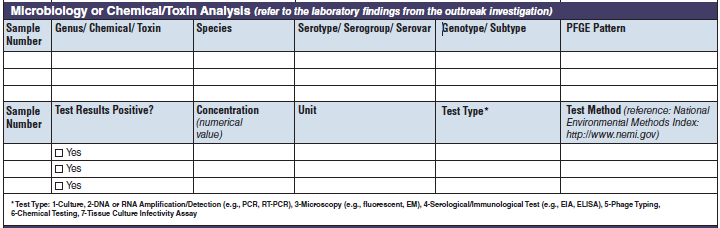 Microbiology or Chemical/Toxin Analysis (refer to the laboratory findings from the outbreak investigation)
Sample Number Genus/ Chemical/ Toxin Species Serotype/ Serogroup/ Serovar Genotype/ Subtype PFGE Pattern
Sample Number Test Results Positive? Concentration (numerical value) Unit Test Type* Test Method (reference: National Environmental Methods Index: http://www.nemi.gov)
Yes
Yes
Yes
*Test Type: 1-Culture, 2-DNA or RNA Amplification/Detection (e.g., PCR, RT-PCR), 3-Microscopy (e.g., fluorescent, EM), 4-Serological/Immunological Test (e.g., EIA, ELISA), 5-Phage Typing,
6-Chemical Testing, 7-Tissue Culture Infectivity Assay